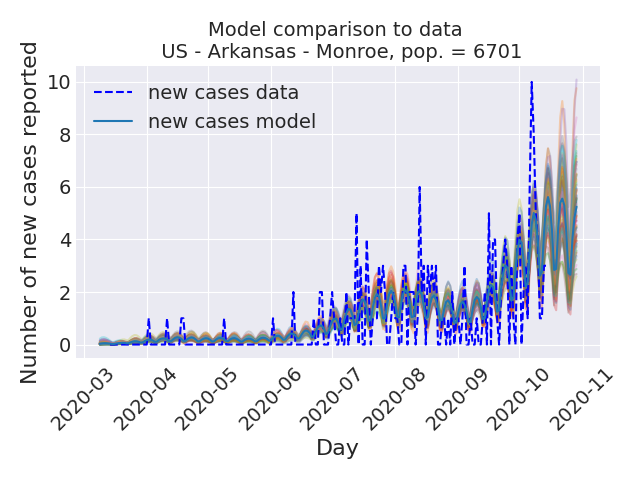 Model comparison to data
US - Arkansas - Monroe, pop. = 6701
Number of new cases reported
10
8
6
4
2
0
new cases data
new cases model
2020-03
2020-04
2020-05
2020-06
2020-07
2020-08
2020-09
2020-10
2020-11
Day